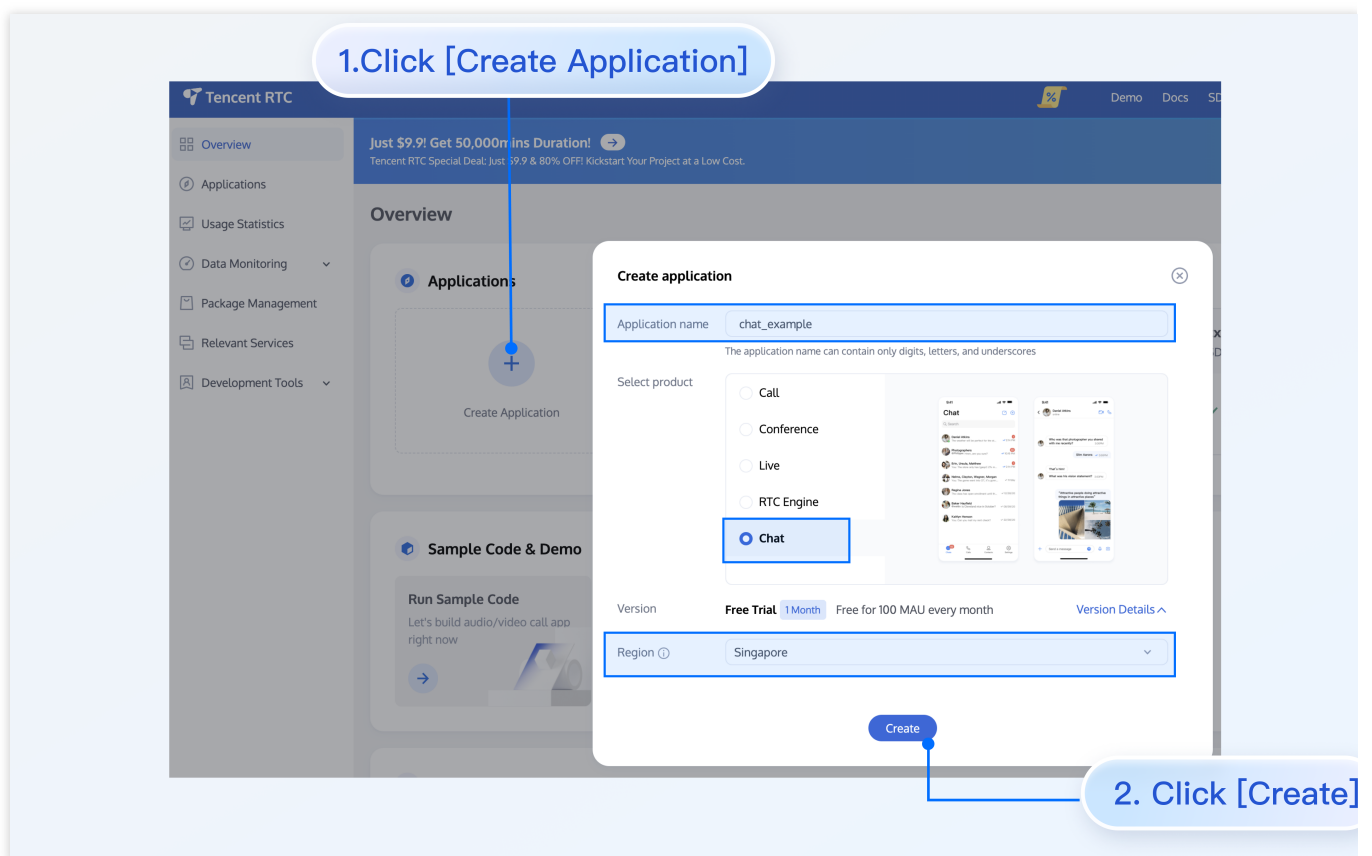 1.Click [Create Application]
Tencent RTC
%
Demo Docs
Overview
Applications
Usage Statistics
Data Monitoring
Package Management
Relevant Services
Development Tools
Just $9.9! Get 50,000mins Duration!
Tencent RTC Special Deal: Just $9.9 & 80% OFF! Kickstart Your Project at a Low Cost.
Overview
Applications
Create Application
Sample Code & Demo
Run Sample Code
Let's build audio/video call app
right now
Create application
Application name chat_example
The application name can contain only digits, letters, and underscores
Select product
Call
Conference
Live
RTC Engine
Chat
Chat
Version Free Trial 1 Month Free for 100 MAU every month Version Details
Region Singapore
Create
2. Click [Create]